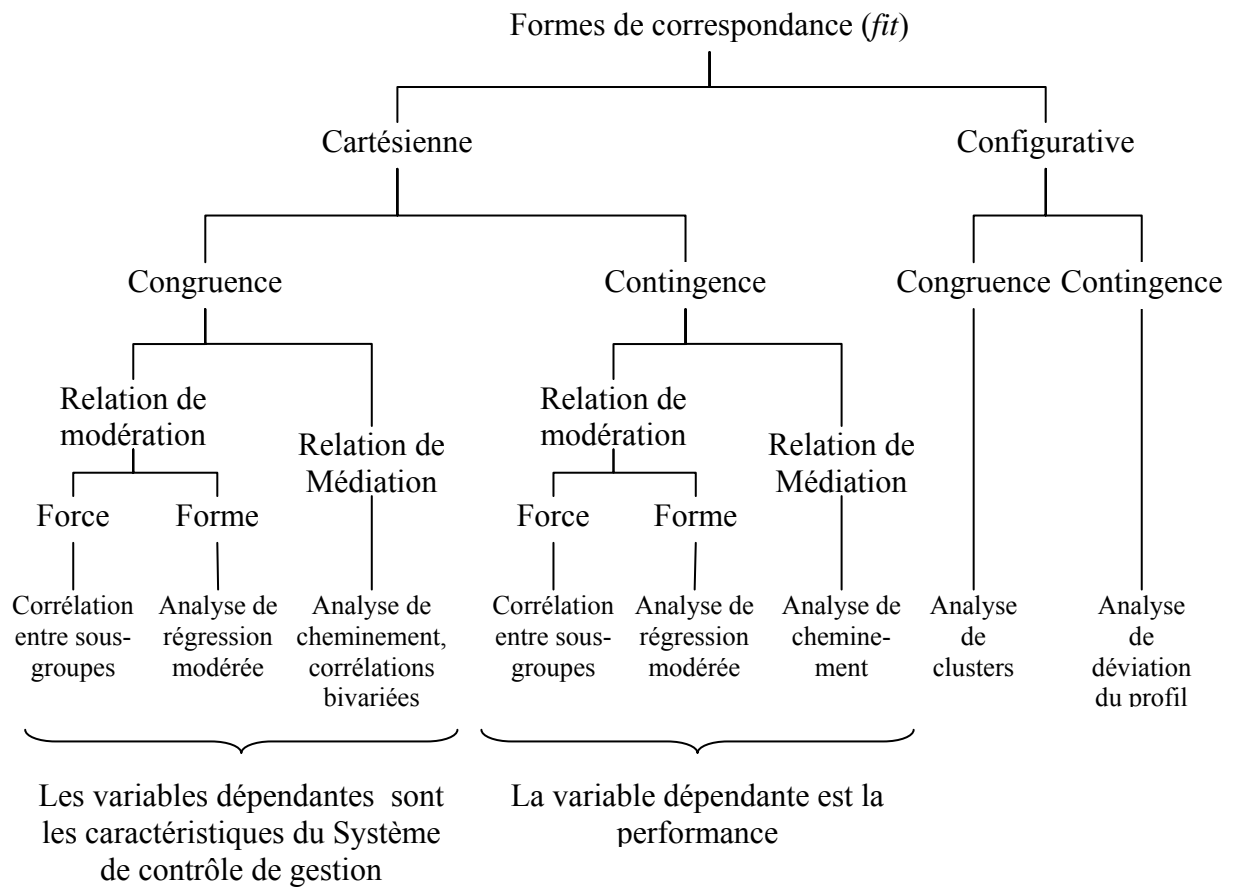 Formes de correspondance (fit)
Cartésienne
Configurative
Congruence
Contingence
Congruence
Contingence
Relation de
modération
Relation de
Médiation
Relation de
modération
Relation de
Médiation
Force
Forme
Force
Forme
Corrélation
entre sous-
groupes
Analyse de
régression
modérée
Analyse de
cheminement,
corrélations
bivariées
Corrélation
entre sous-
groupes
Analyse de
régression
modérée
Analyse de
chemine-
ment
Analyse
de
clusters
Analyse
de
déviation
du profil
Les variables dépendantes sont
les caractéristiques du Système
de contrôle de gestion
La variable dépendante est la
performance